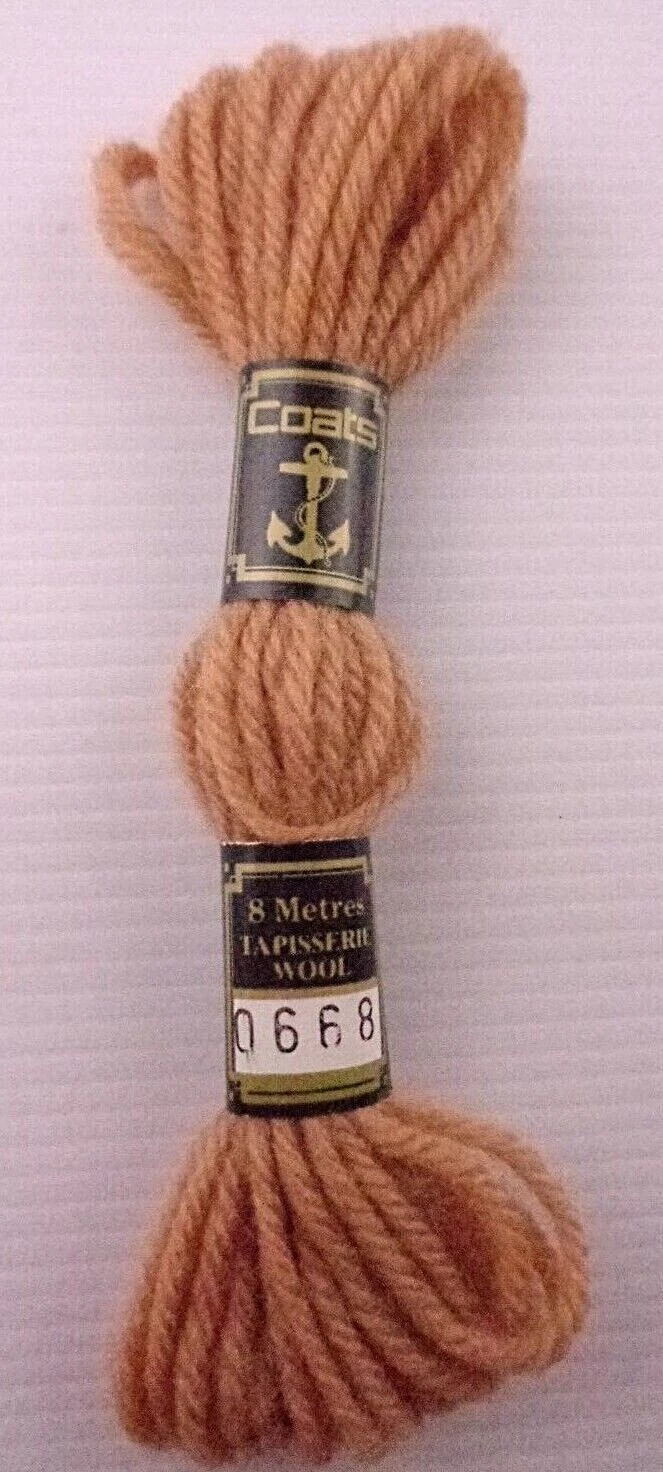 Coats
8 Metres
TAPISSERIE
WOOL
0668